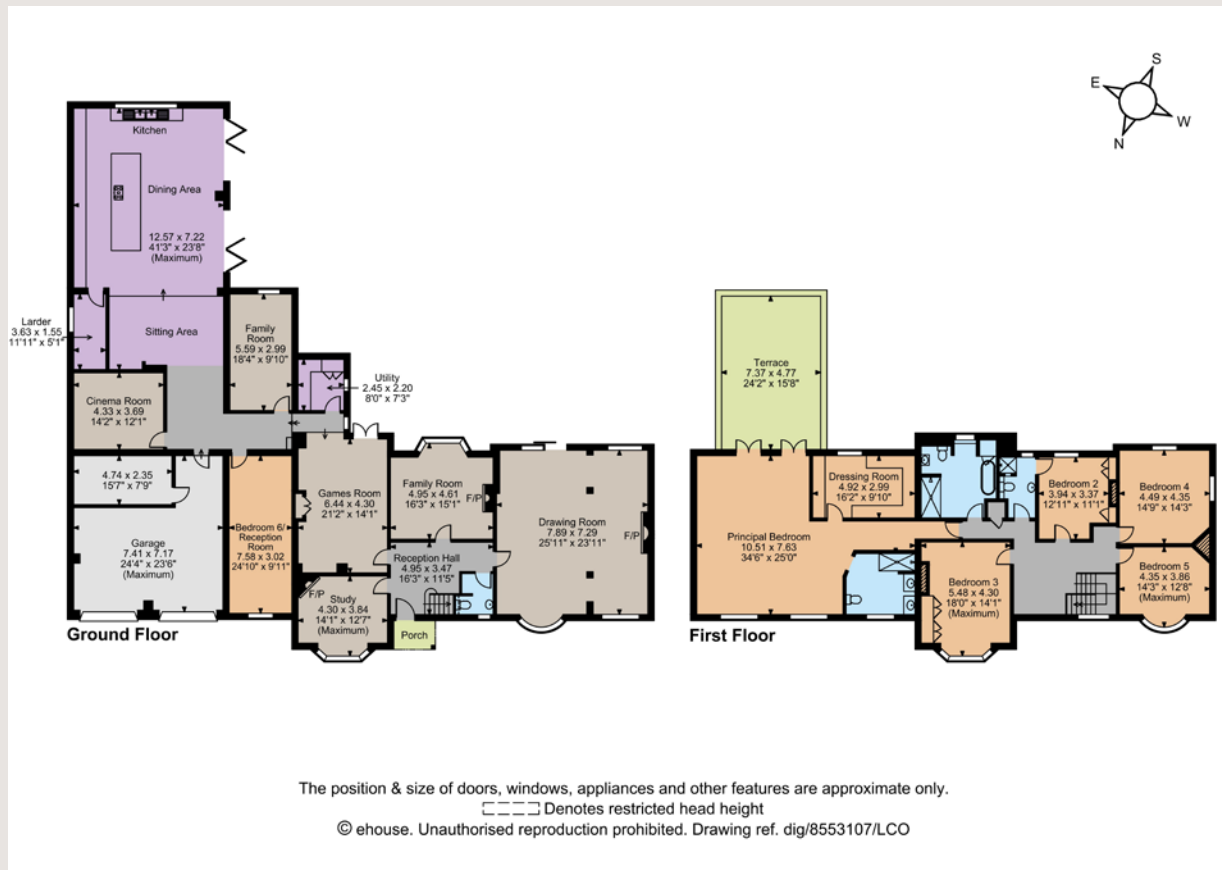 S
E
W
N
Kitchen
Dining Area
12.57 x 7.22
41'3" x 23'8"
(Maximum)
Larder
3.63 x 1.55
11'11" x 5'1"
Sitting Area
Family
Room
5.59 x 2.99
18'4" x 9'10"
Utility
2.45 x 2.20
8'0" x 7'3"
Cinema Room
4.33 x 3.69
14'2" x 12'1"
4.74 x 2.35
15'7" x 7'9"
Garage
7.41 x 7.17
24'4" x 23'6"
(Maximum)
Bedroom 6/
Reception
Room
7.58 x 3.02
24'10" x 9'11"
Games Room
6.44 x 4.30
21'2" x 14'1"
Family Room
4.95 x 4.61
16'3" x 15'1"
F/P
Drawing Room
7.89 x 7.29
25'11" x 23'11"
F/P
Reception Hall
4.95 x 3.47
16'3" x 11'5"
F/P
Study
4.30 x 3.84
14'1" x 12'7"
(Maximum)
Porch
Ground Floor
Terrace
7.37 x 4.77
24'2" x 15'8"
Dressing Room
4.92 x 2.99
16'2" x 9'10"
Principal Bedroom
10.51 x 7.63
34'6" x 25'0"
Bedroom 2
3.94 x 3.37
12'11" x 11'1"
Bedroom 4
4.49 x 4.35
14'9" x 14'3"
Bedroom 3
5.48 x 4.30
18'0" x 14'1"
(Maximum)
Bedroom 5
4.35 x 3.86
14'3" x 12'8"
(Maximum)
First Floor
The position & size of doors, windows, appliances and other features are approximate only.
Denotes restricted head height
© ehouse. Unauthorised reproduction prohibited. Drawing ref. dig/8553107/LCO